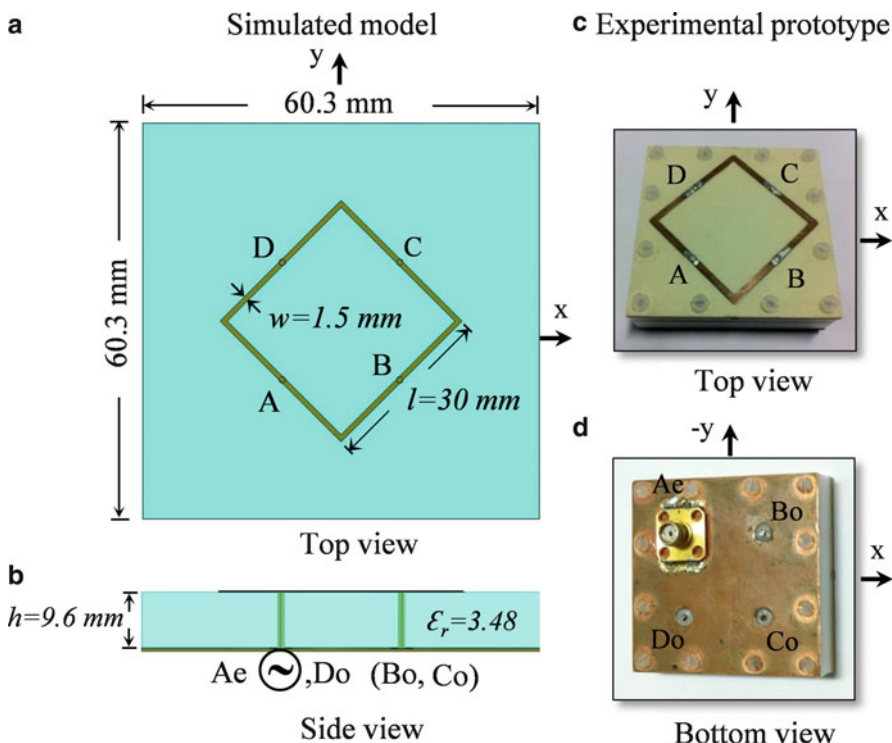 a
Simulated model
y
60.3 mm
60.3 mm
D
C
w=1.5 mm
x
B
A
l=30 mm
Top view
b
h=9.6 mm
Ɛr=3.48
Ae ~,Do (Bo, Co)
Side view
c Experimental prototype
y
D
C
x
A
B
Top view
d
-y
Ae
Bo
x
Do
Co
Bottom view